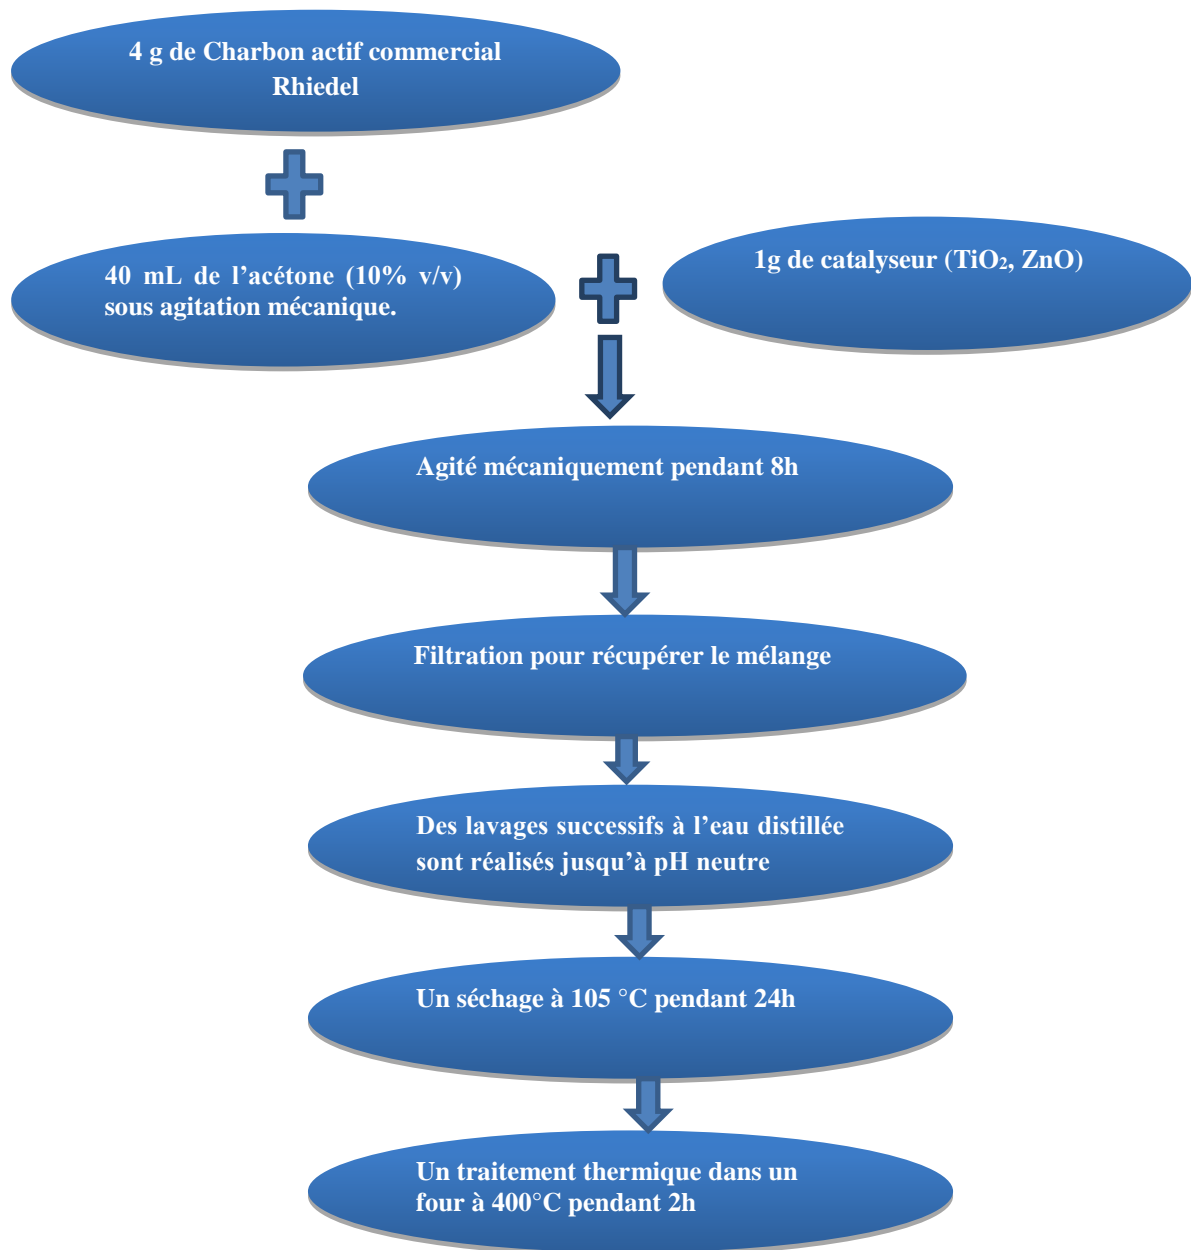 4 g de Charbon actif commercial
Rhiedel
40 mL de l’acétone (10% v/v)
sous agitation mécanique.
1g de catalyseur (TiO₂, ZnO)
Agité mécaniquement pendant 8h
Filtration pour récupérer le mélange
Des lavages successifs à l’eau distillée
sont réalisés jusqu’à pH neutre
Un séchage à 105 °C pendant 24h
Un traitement thermique dans un
four à 400°C pendant 2h